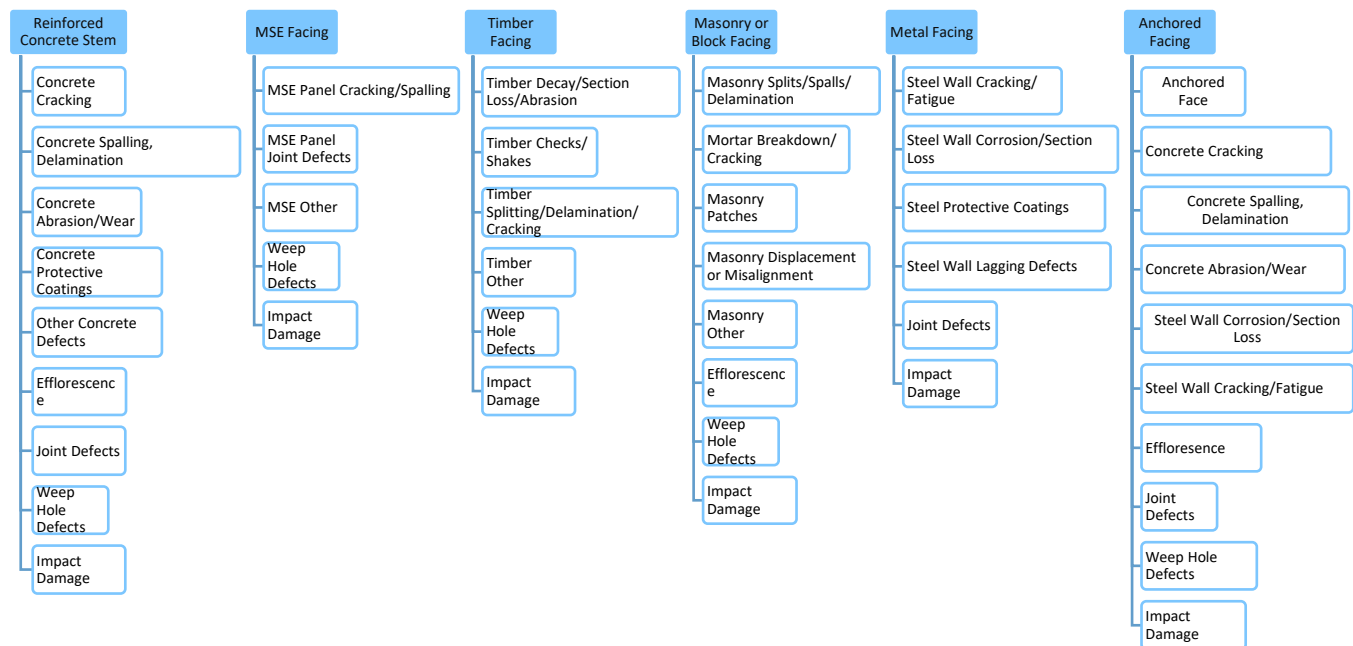 Reinforced
Concrete Stem
Concrete
Cracking
Concrete Spalling,
Delamination
Concrete
Abrasion/Wear
Concrete
Protective
Coatings
Other Concrete
Defects
Efflorescenc
e
Joint Defects
Weep
Hole
Defects
Impact
Damage
MSE Facing
MSE Panel Cracking/Spalling
MSE Panel
Joint Defects
MSE Other
Weep
Hole
Defects
Impact
Damage
Timber
Facing
Timber Decay/Section
Loss/Abrasion
Timber Checks/
Shakes
Timber
Splitting/Delamination/
Cracking
Timber
Other
Weep
Hole
Defects
Impact
Damage
Masonry or
Block Facing
Masonry Splits/Spalls/
Delamination
Mortar Breakdown/
Cracking
Masonry
Patches
Masonry Displacement
or Misalignment
Masonry
Other
Efflorescenc
e
Weep
Hole
Defects
Impact
Damage
Metal Facing
Steel Wall Cracking/
Fatigue
Steel Wall Corrosion/Section
Loss
Steel Protective Coatings
Steel Wall Lagging Defects
Joint Defects
Impact
Damage
Anchored
Facing
Anchored
Face
Concrete Cracking
Concrete Spalling,
Delamination
Concrete Abrasion/Wear
Steel Wall Corrosion/Section
Loss
Steel Wall Cracking/Fatigue
Effloresence
Joint
Defects
Weep Hole
Defects
Impact
Damage